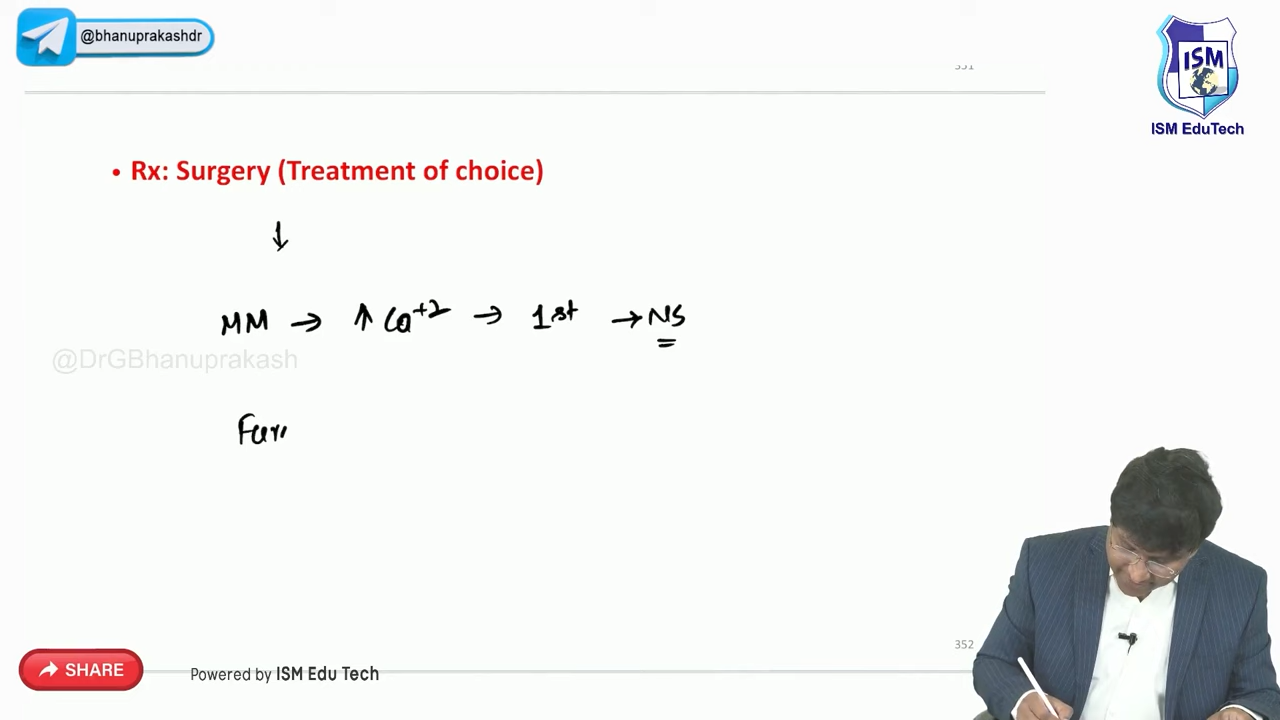 @bhanuprakashdr
ISM
ISM EduTech
• Rx: Surgery (Treatment of choice)
↓
MM → ↑ Ca+2 → 1st → NS
@DrGBhanuprakash
Fur
352
SHARE
Powered by ISM Edu Tech